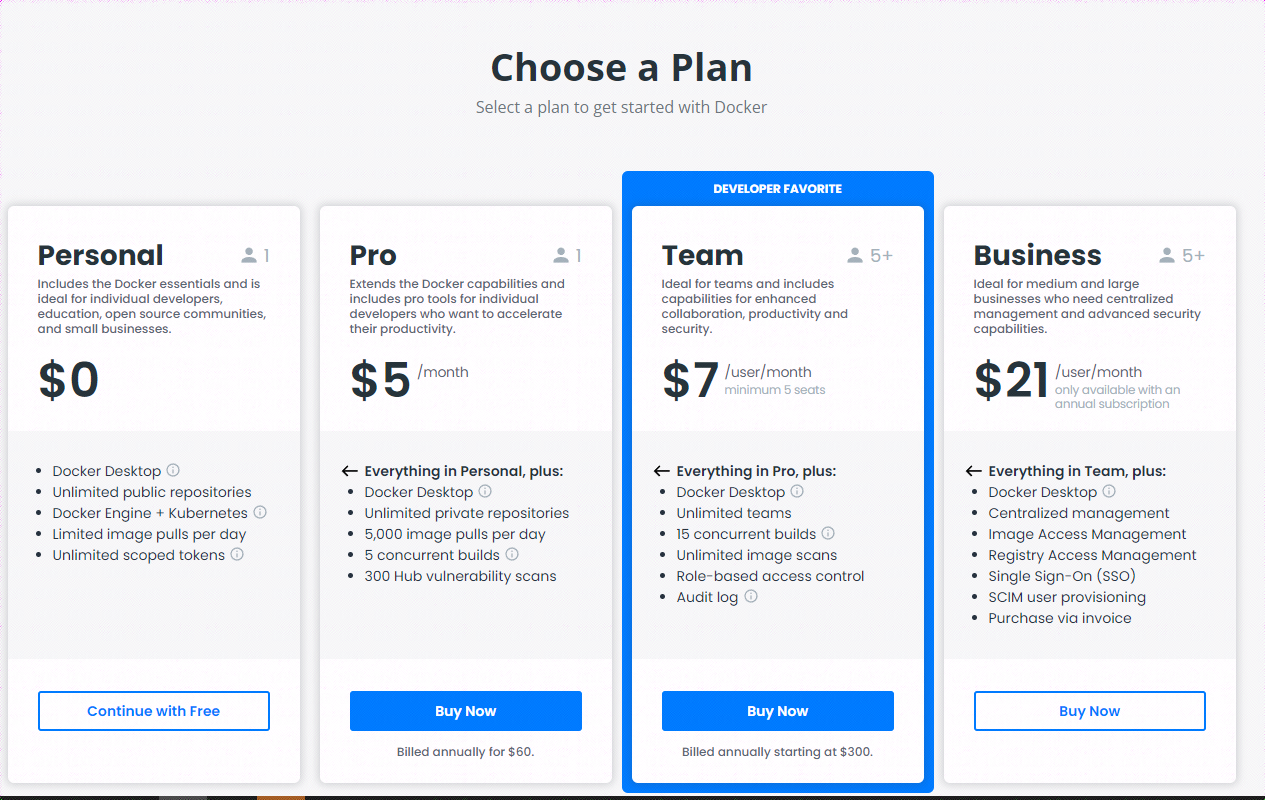 Choose a Plan
Select a plan to get started with Docker
Personal
1
Includes the Docker essentials and is
ideal for individual developers,
education, open source communities,
and small businesses.
$0
Docker Desktop
Unlimited public repositories
Docker Engine + Kubernetes
Limited image pulls per day
Unlimited scoped tokens
Continue with Free
Pro
1
Extends the Docker capabilities and
includes pro tools for individual
developers who want to accelerate
their productivity.
$5 /month
Everything in Personal, plus:
Docker Desktop
Unlimited private repositories
5,000 image pulls per day
5 concurrent builds
300 Hub vulnerability scans
Buy Now
Billed annually for $60.
DEVELOPER FAVORITE
Team
5+
Ideal for teams and includes
capabilities for enhanced
collaboration, productivity and
security.
$7 /user/month
minimum 5 seats
Everything in Pro, plus:
Docker Desktop
Unlimited teams
15 concurrent builds
Unlimited image scans
Role-based access control
Audit log
Buy Now
Billed annually starting at $300.
Business
5+
Ideal for medium and large
businesses who need centralized
management and advanced security
capabilities.
$21 /user/month
only available with an
annual subscription
Everything in Team, plus:
Docker Desktop
Centralized management
Image Access Management
Registry Access Management
Single Sign-On (SSO)
SCIM user provisioning
Purchase via invoice
Buy Now